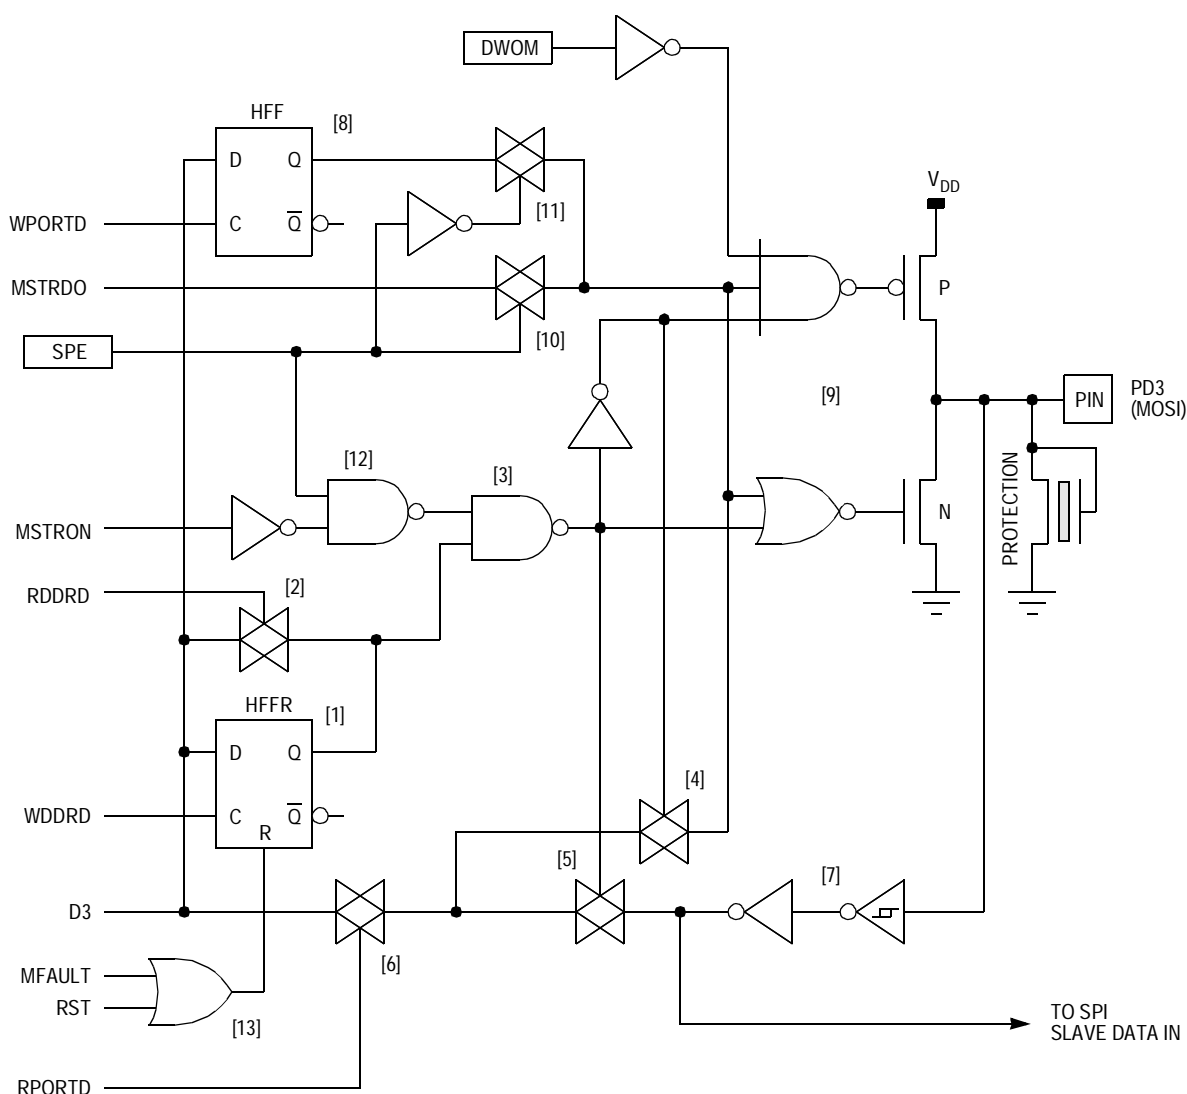 DWOM
HFF
[8]
D
Q
VDD
[11]
WPORTD
C
Q
MSTRDO
P
[10]
SPE
PD3
(MOSI)
PIN
[9]
[12]
[3]
PROTECTION
N
MSTRON
[2]
RDDRD
HFFR
[1]
D
Q
[4]
WDDRD
C
Q
R
[5]
[7]
D3
[6]
MFAULT
RST
[13]
TO SPI
SLAVE DATA IN
RPORTD